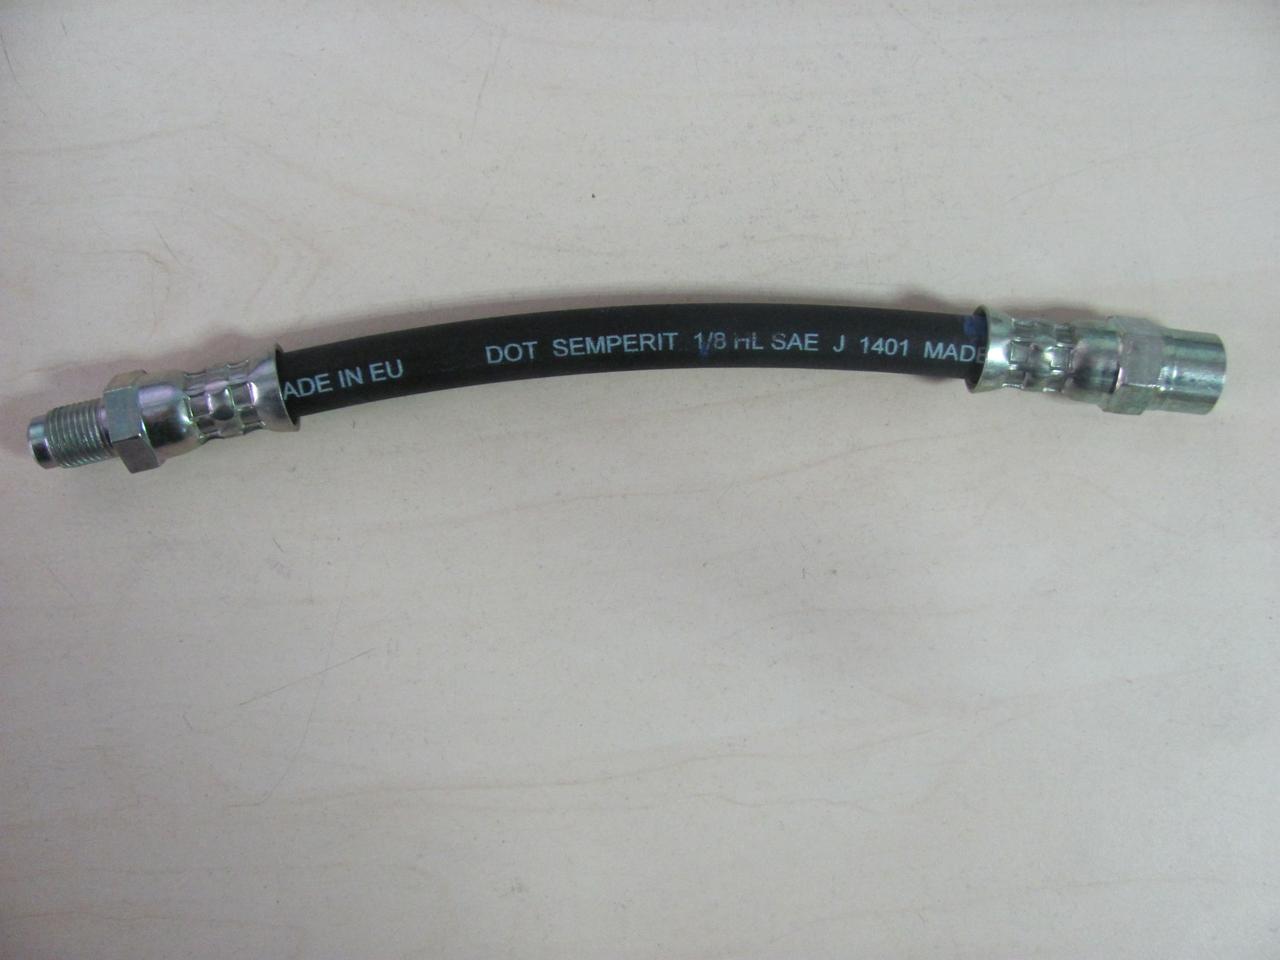 ADE IN EU DOT SEMPERIT 1/8 HL SAE J 1401 MADE